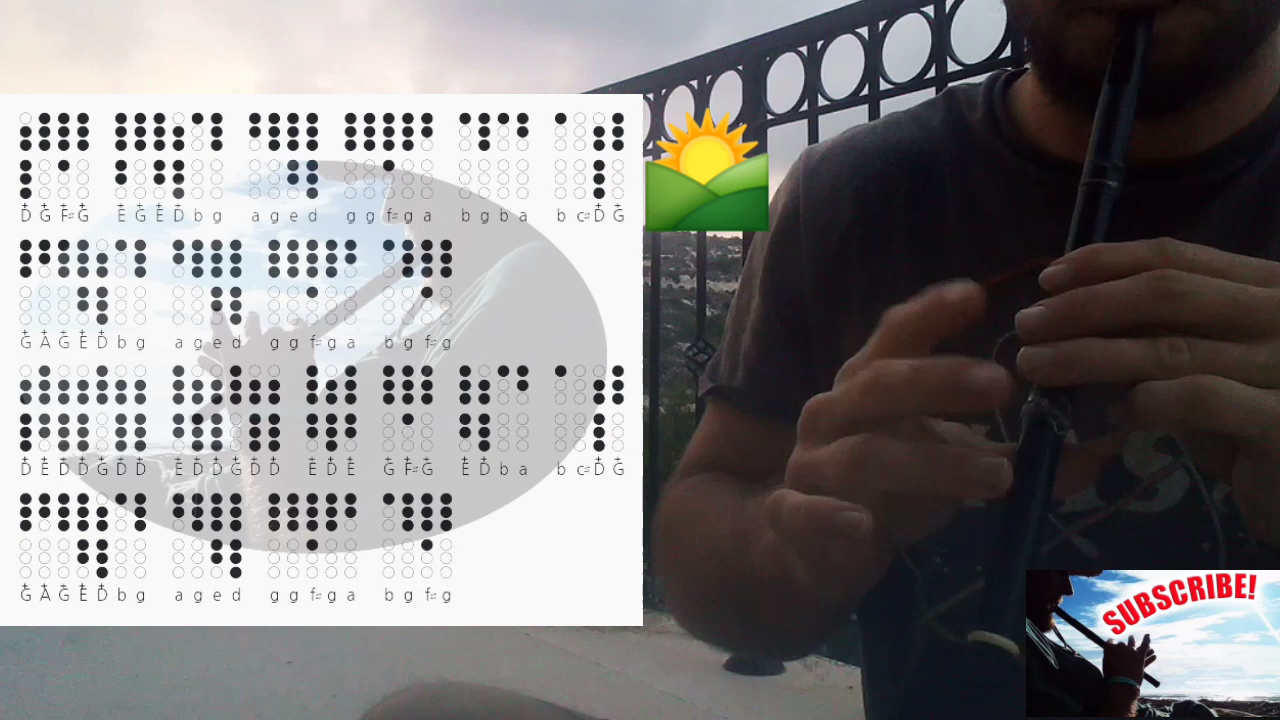 D G F♯ G E G E D b g a g e d g g f♯ g a b g b a b c♯ D G
G A G E D b g a g e d g g f♯ g a b g f♯ g
D E D D G D D E D D G D D E D E G F♯ G E D b a b c♯ D G
G A G E D b g a g e d g g f♯ g a b g f♯ g
SUBSCRIBE!